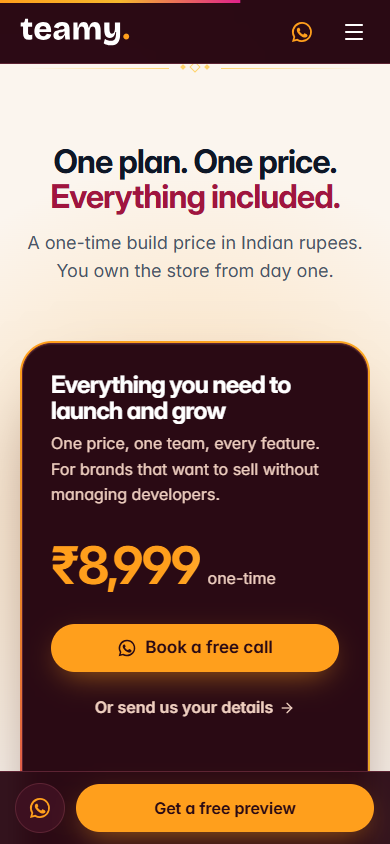 teamy.
One plan. One price.
Everything included.
A one-time build price in Indian rupees.
You own the store from day one.
Everything you need to
launch and grow
One price, one team, every feature.
For brands that want to sell without
managing developers.
₹8,999 one-time
Book a free call
Or send us your details →
Get a free preview